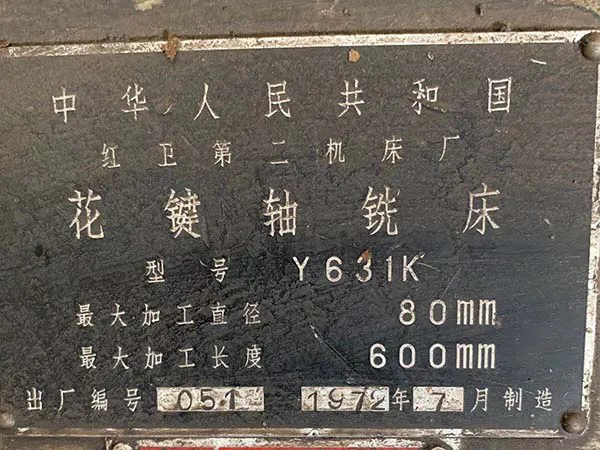 中华人民共和国
红卫第二机床厂
花键轴铣床
型号 Y631K
最大加工直径 80mm
最大加工长度 600mm
出厂编号 051 1972年7月制造